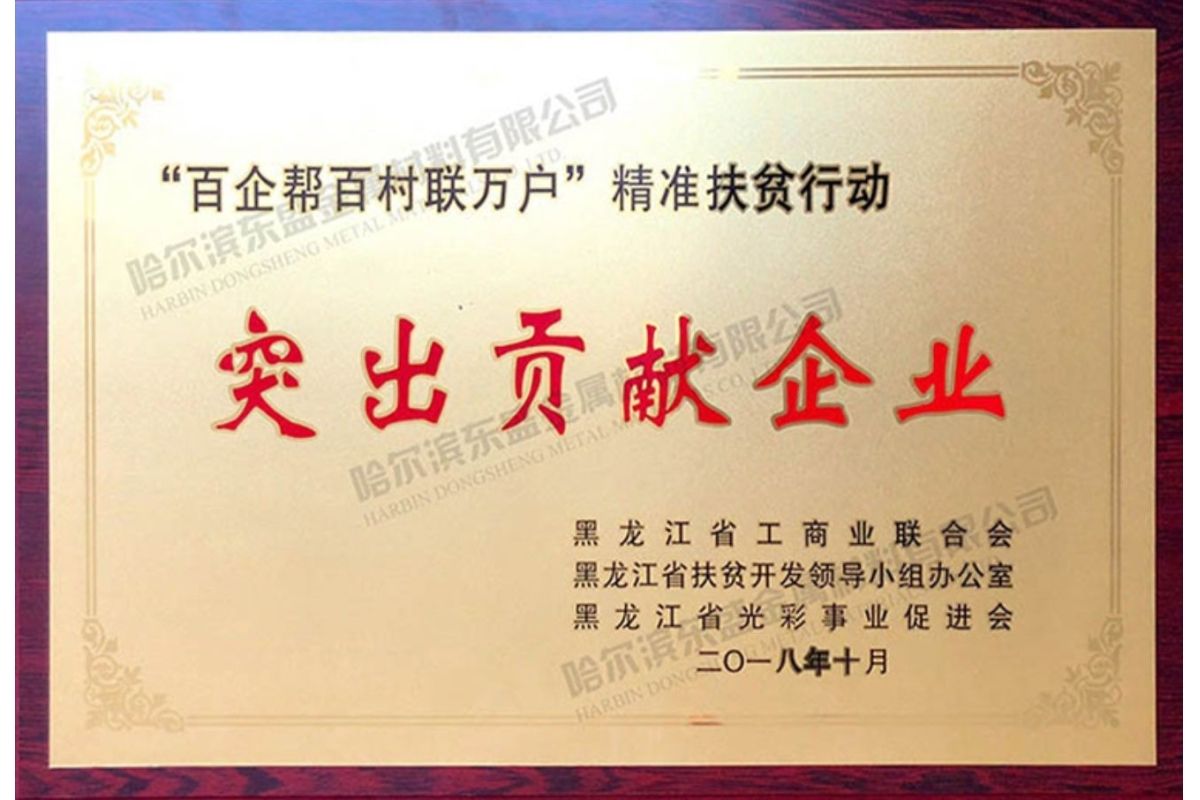 “百企帮百村联万户”精准扶贫行动
突出贡献企业
黑龙江省工商业联合会
黑龙江省扶贫开发领导小组办公室
黑龙江省光彩事业促进会
二〇一八年十月